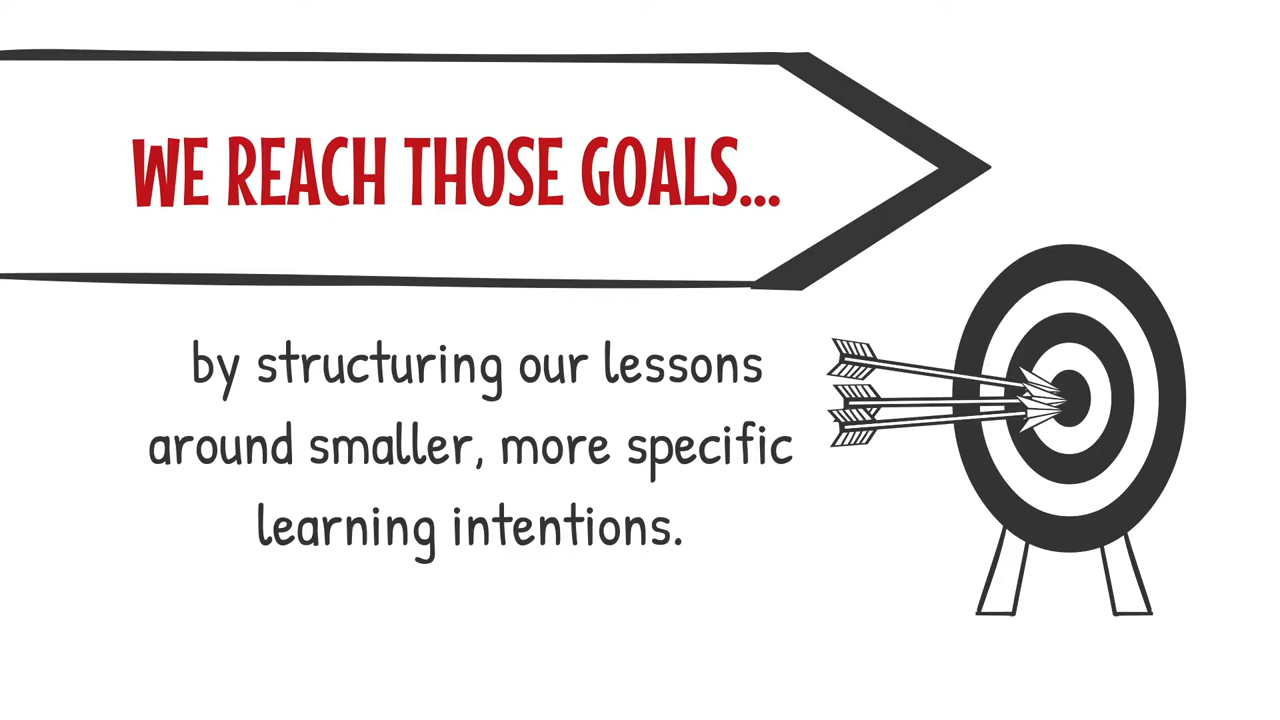 WE REACH THOSE GOALS...
by structuring our lessons
around smaller, more specific
learning intentions.